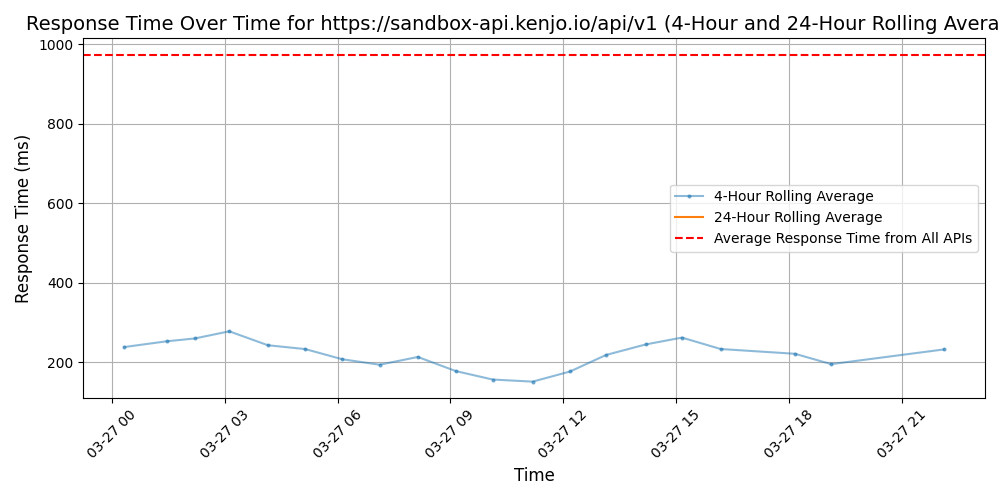 Response Time Over Time for https://sandbox-api.kenjo.io/api/v1 (4-Hour and 24-Hour Rolling Avera
1000
800
600
400
200
Response Time (ms)
4-Hour Rolling Average
24-Hour Rolling Average
Average Response Time from All APIs
03-27 00
03-27 03
03-27 06
03-27 09
03-27 12
03-27 15
03-27 18
03-27 21
Time